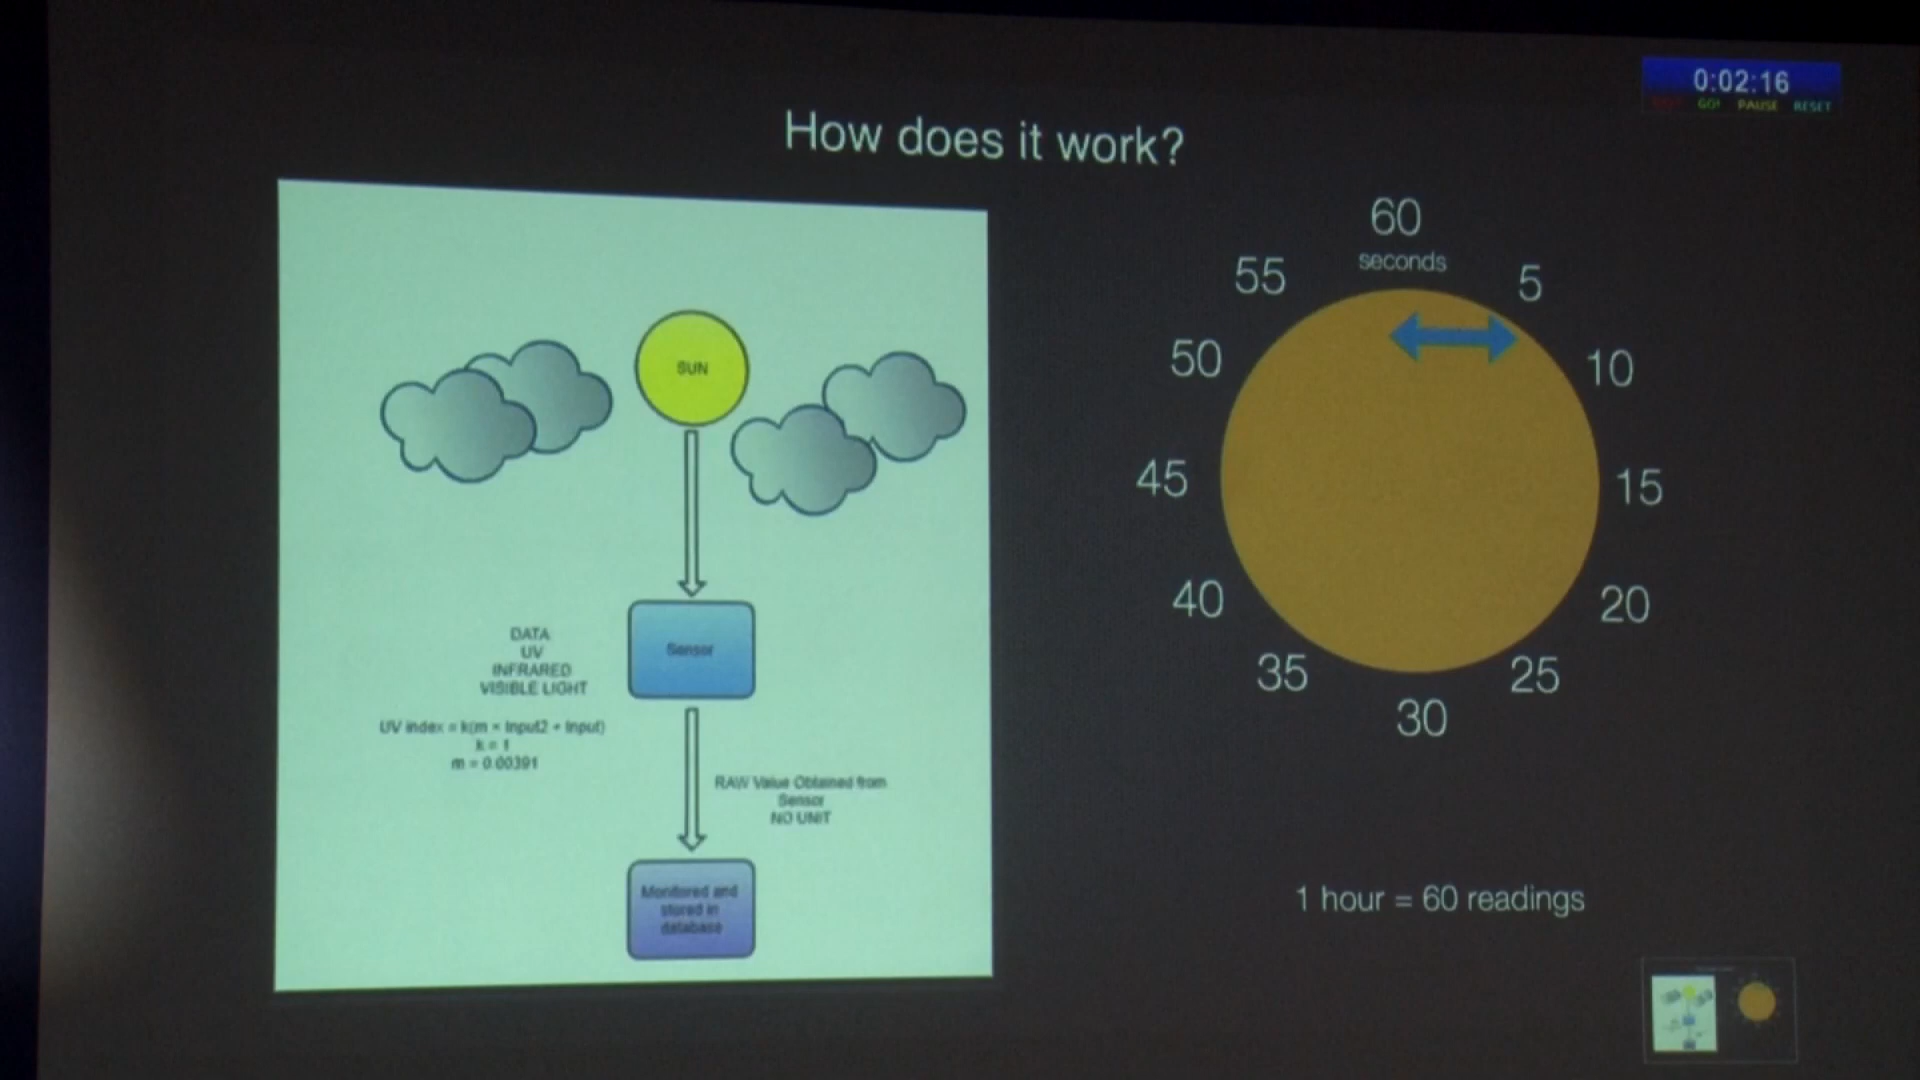 0:02:16
GO! PAUSE RESET
How does it work?
SUN
Sensor
DATA
UV
INFRARED
VISIBLE LIGHT
UV index = k(m × Input2 + Input)
k = 1
m = 0.00391
RAW Value Obtained from
Sensor
NO UNIT
Monitored and
stored in
database
60
seconds
5
10
15
20
25
30
35
40
45
50
55
1 hour = 60 readings